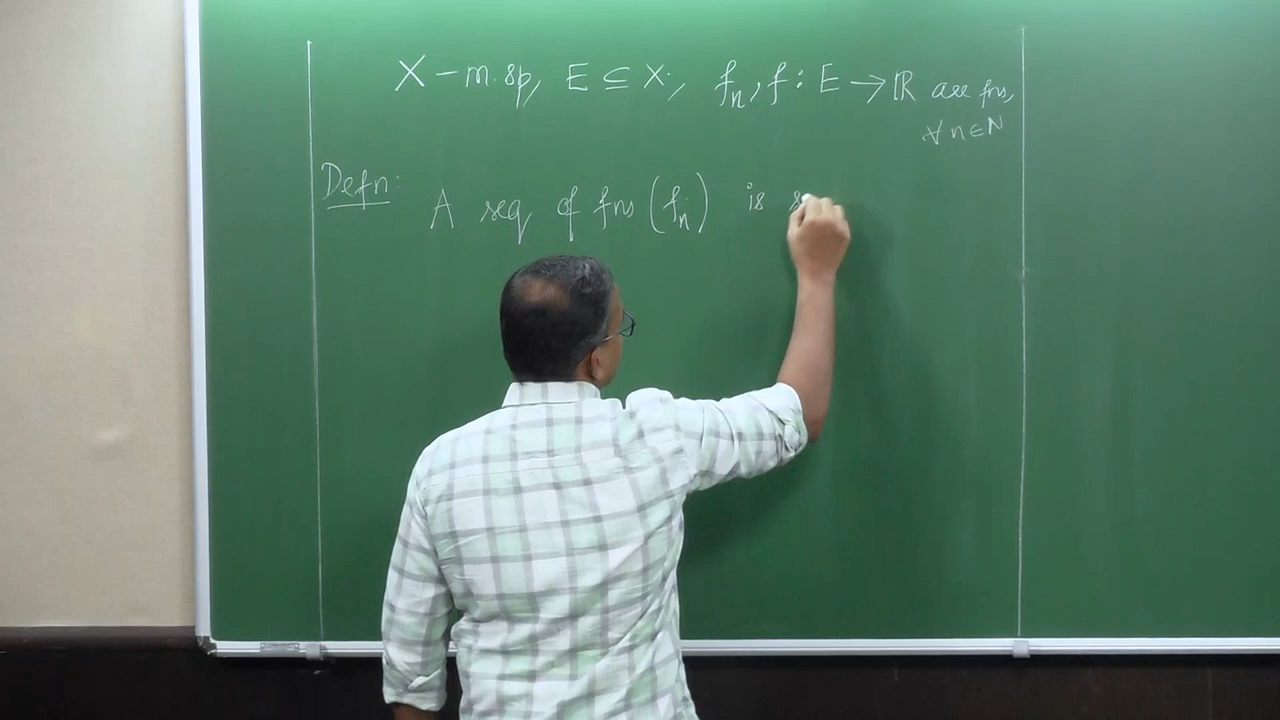 X – m. sp, E ⊆ X, fₙ, f : E → ℝ are fns,
∀ n ∈ N
Defn: A seq of fns (fₙ) is s